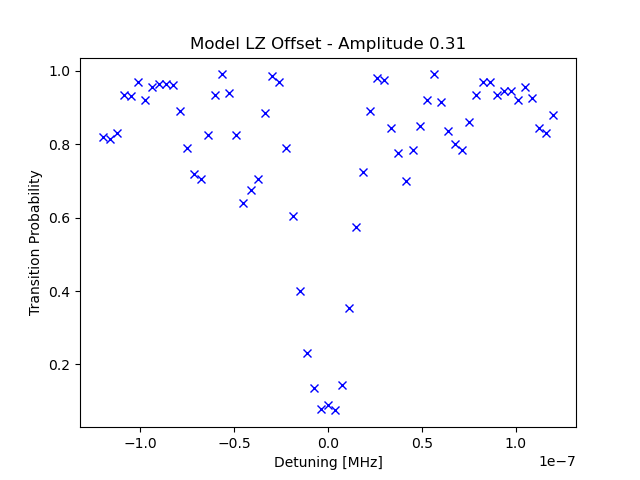 Model LZ Offset - Amplitude 0.31
1.0
0.8
0.6
0.4
0.2
Transition Probability
−1.0 −0.5 0.0 0.5 1.0
1e−7
Detuning [MHz]